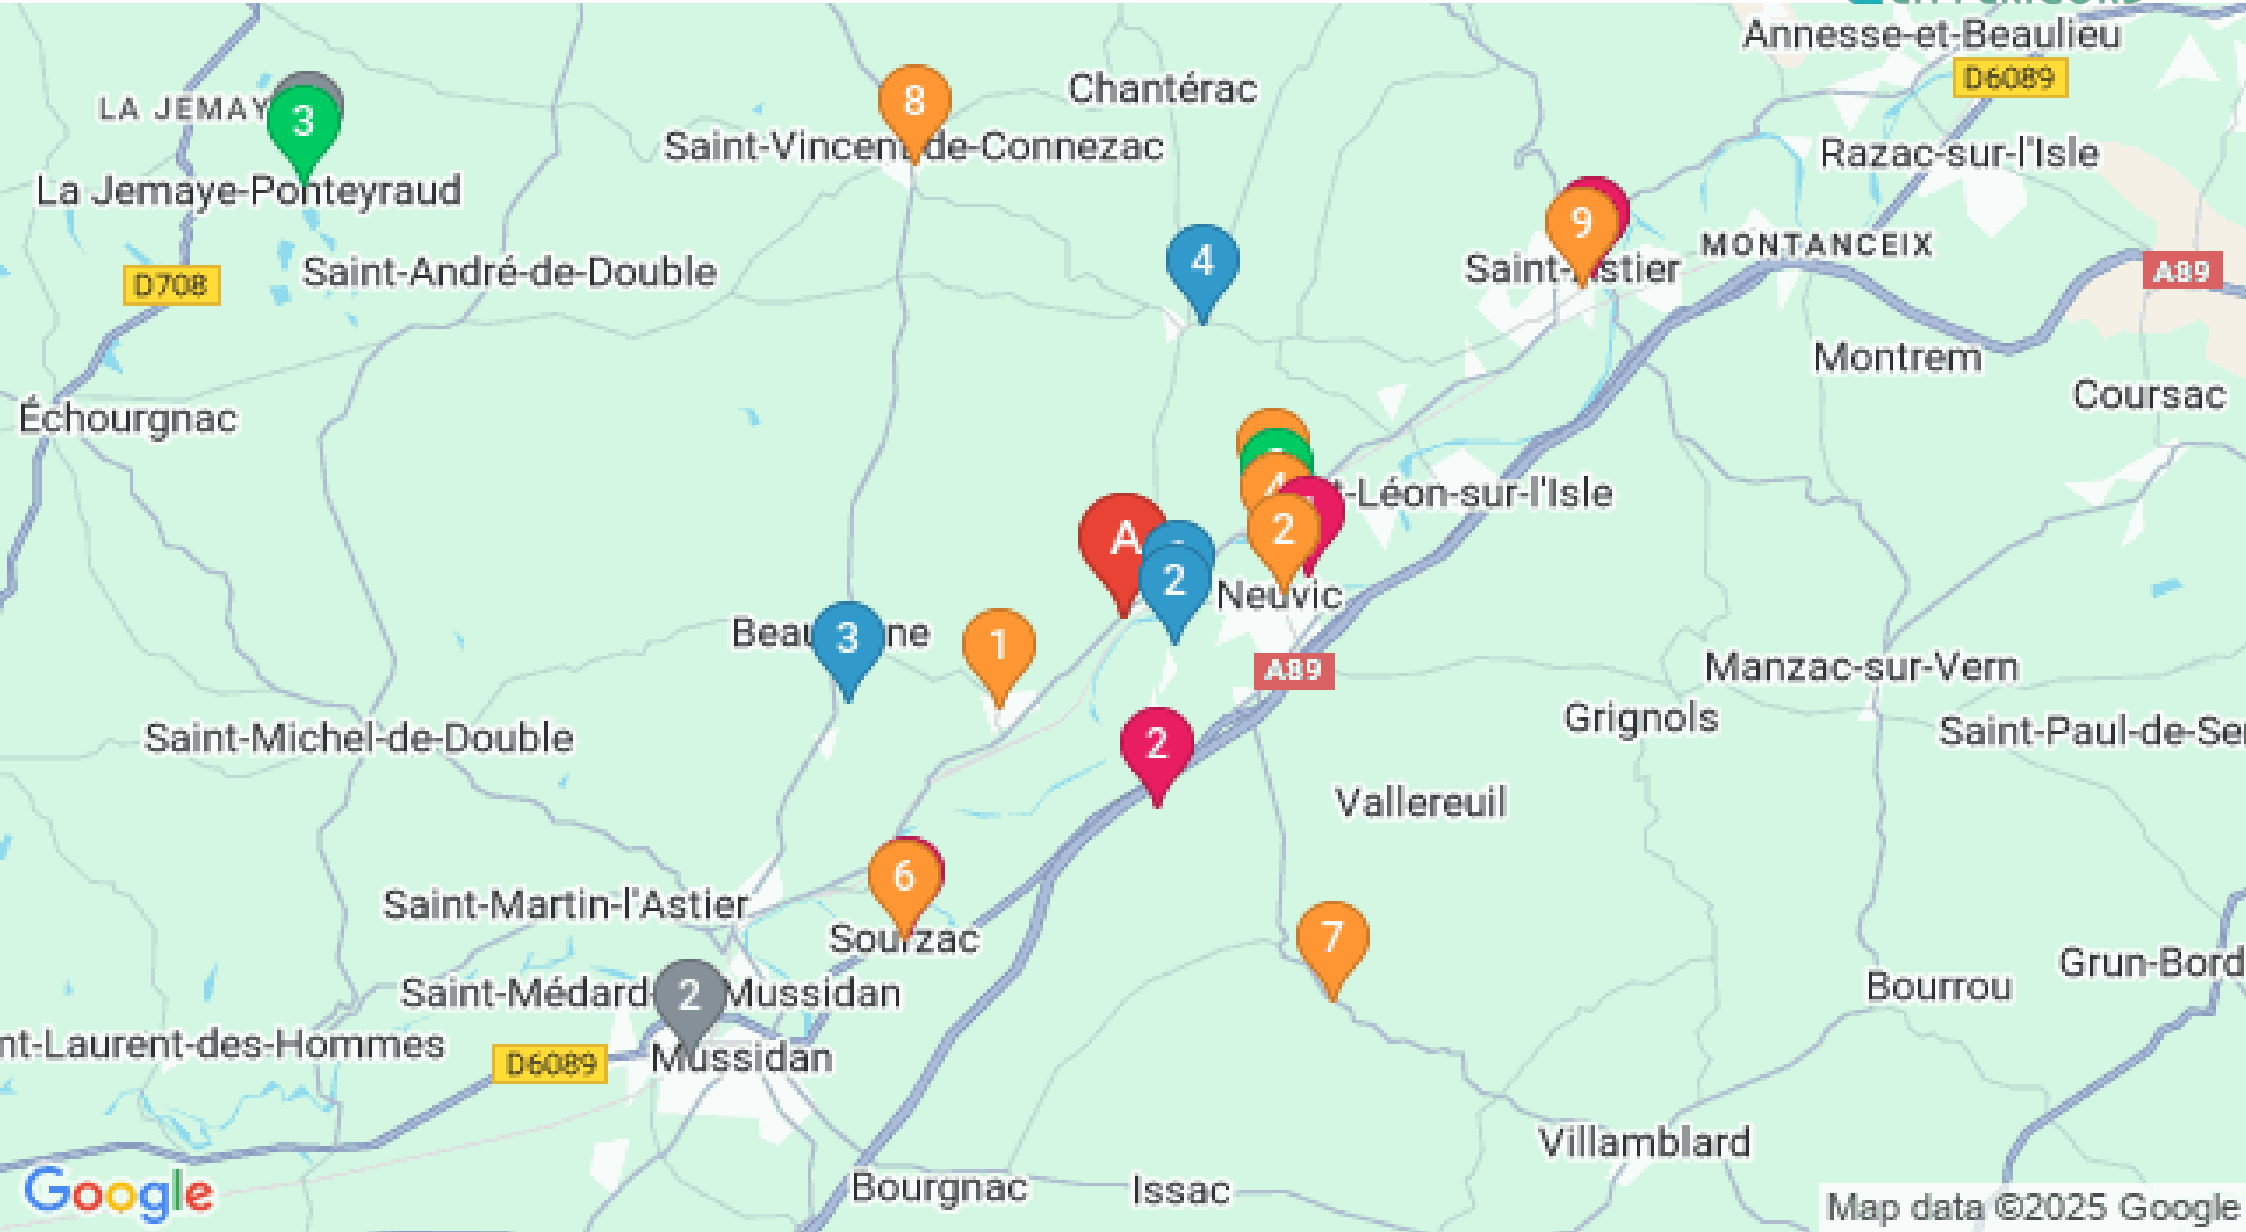 Annesse-et-Beaulieu
D6089
Chantérac
8
LA JEMAY
3
Saint-Vincent-de-Connezac
Razac-sur-l'Isle
La Jemaye-Ponteyraud
9
MONTANCEIX
4
Saint-Astier
A89
Saint-André-de-Double
D708
Montrem
Coursac
Échourgnac
4
t-Léon-sur-l'Isle
A
2
2
Neuvic
Beau
ne
3
1
A89
Manzac-sur-Vern
Grignols
Saint-Michel-de-Double
Saint-Paul-de-Se
2
Vallereuil
6
Saint-Martin-l'Astier
Sourzac
7
Grun-Bord
Saint-Médard
2
Mussidan
Bourrou
nt-Laurent-des-Hommes
D6089
Mussidan
Villamblard
Bourgnac
Issac
Google
Map data ©2025 Google